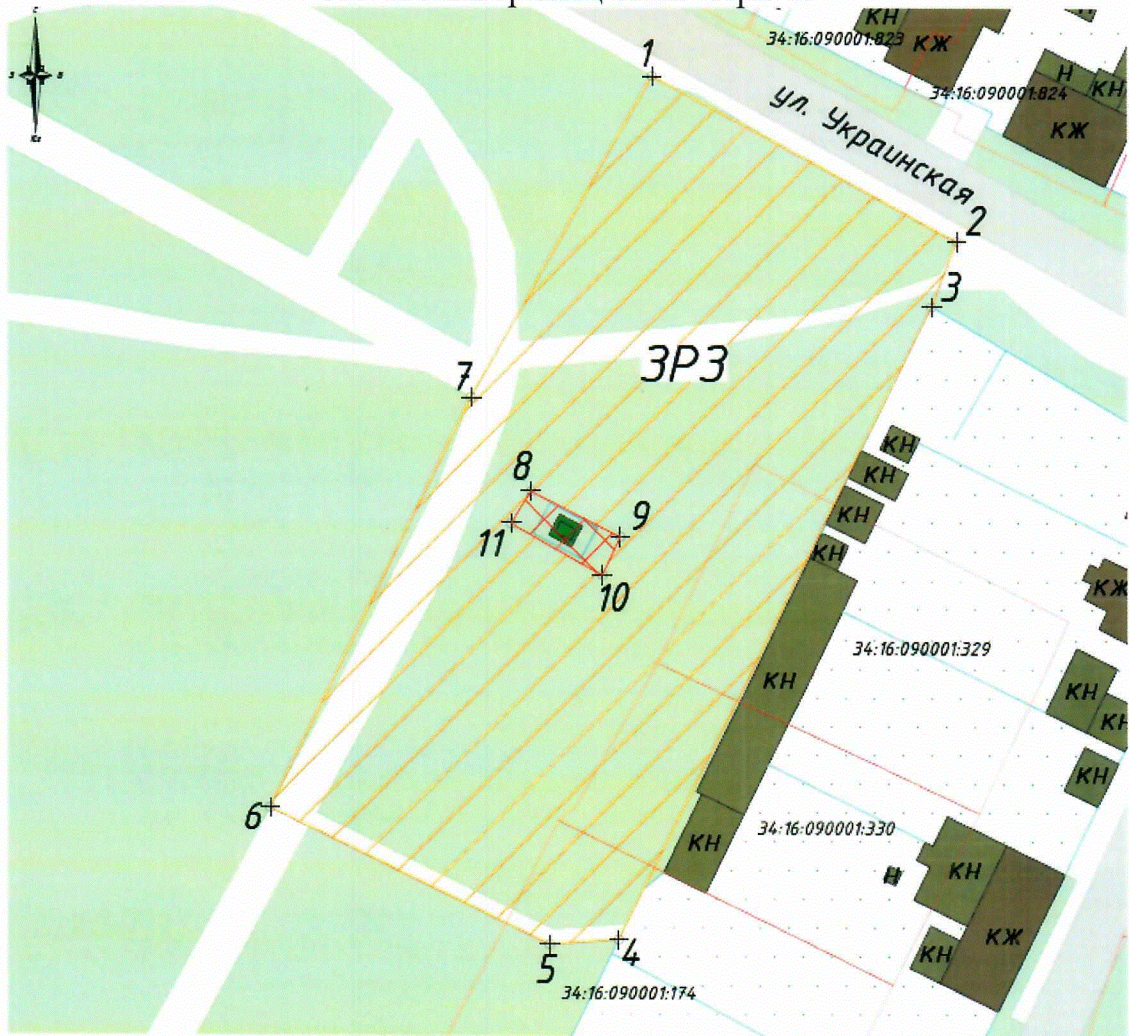 КН
34:16:090001:823
КЖ
1
Н
КН
34:16:090001:824
КЖ
ул. Украинская
2
3
ЗРЗ
7
КН
8
КН
9
КН
11
КН
10
КЖ
34:16:090001:329
КН
КН
КН
6
34:16:090001:330
КН
Н
КН
КЖ
КН
4
5
34:16:090001:174